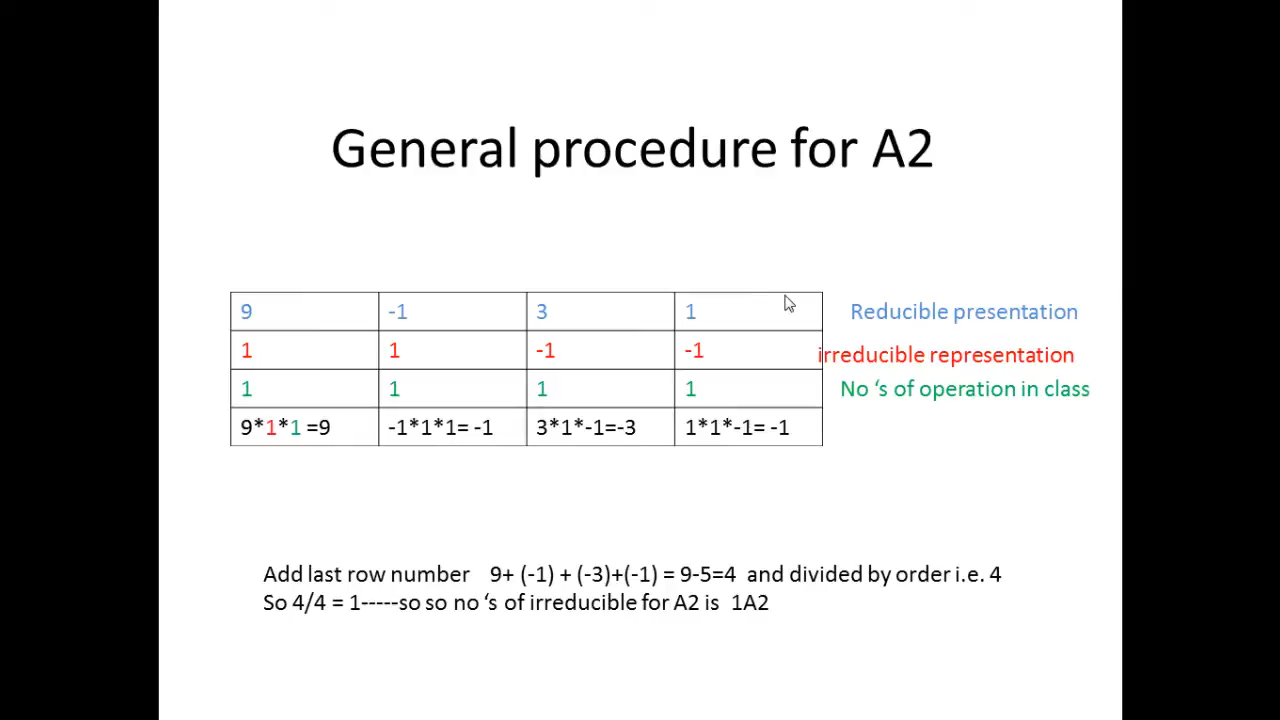 General procedure for A2
9 -1 3 1 Reducible presentation
1 1 -1 -1 irreducible representation
1 1 1 1 No ‘s of operation in class
9*1*1 =9 -1*1*1= -1 3*1*-1=-3 1*1*-1= -1
Add last row number 9+ (-1) + (-3)+(-1) = 9-5=4 and divided by order i.e. 4
So 4/4 = 1-----so so no ‘s of irreducible for A2 is 1A2